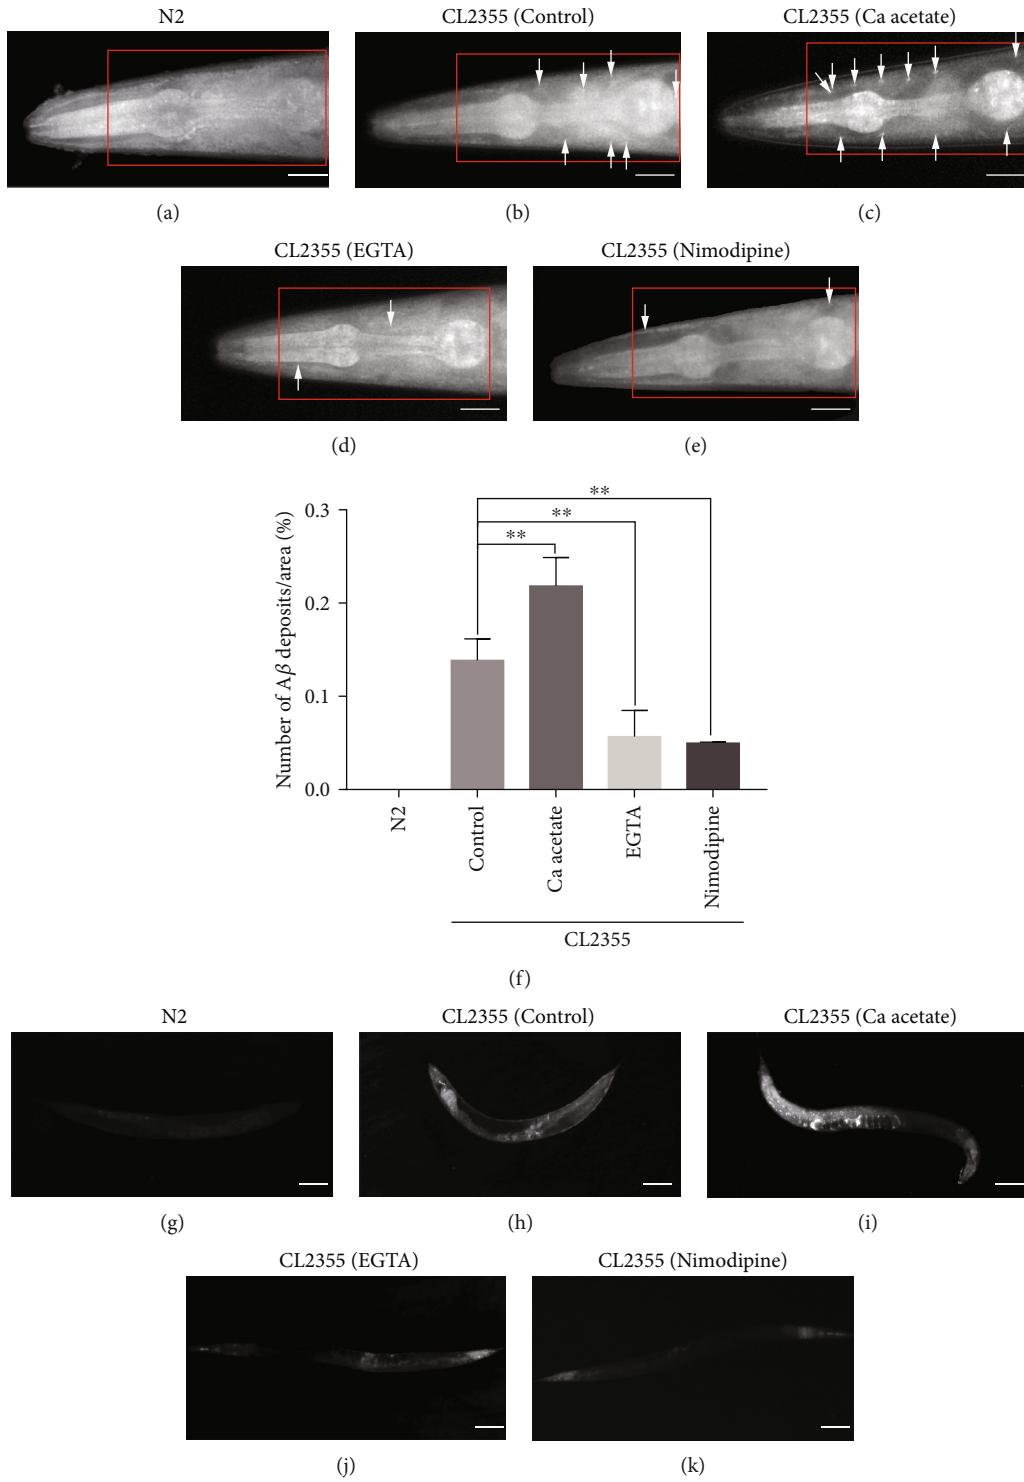 N2
CL2355 (Control)
CL2355 (Ca acetate)
(a)
(b)
(c)
CL2355 (EGTA)
CL2355 (Nimodipine)
(d)
(e)
Number of Aβ deposits/area (%)
0.3
0.2
0.1
0.0
**
**
**
N2
Control
Ca acetate
EGTA
Nimodipine
CL2355
(f)
N2
CL2355 (Control)
CL2355 (Ca acetate)
(g)
(h)
(i)
CL2355 (EGTA)
CL2355 (Nimodipine)
(j)
(k)